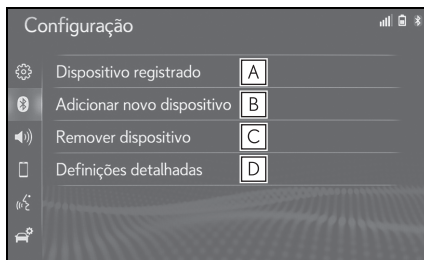 Configuração
Dispositivo registrado A
Adicionar novo dispositivo B
Remover dispositivo C
Definições detalhadas D